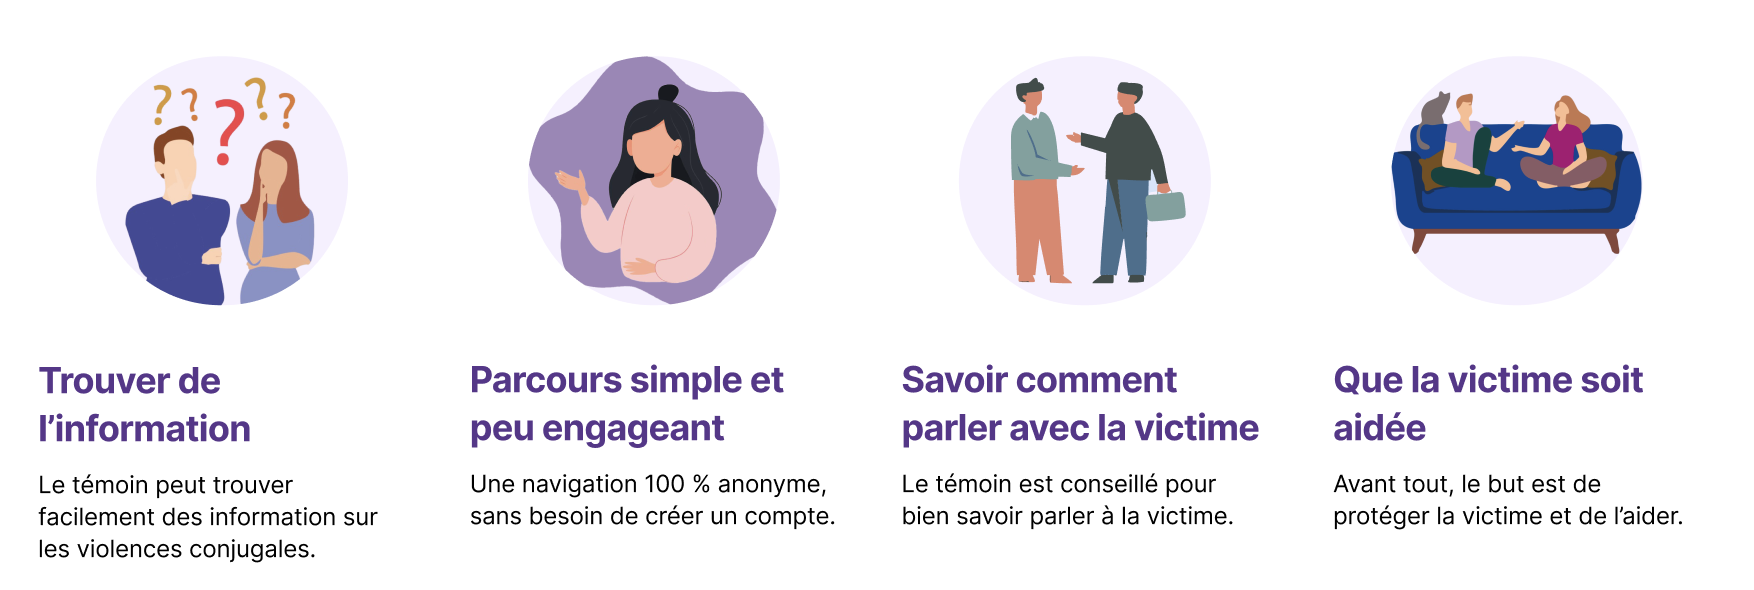 ? ? ? ? ?
Trouver de
l’information
Le témoin peut trouver
facilement des information sur
les violences conjugales.
Parcours simple et
peu engageant
Une navigation 100 % anonyme,
sans besoin de créer un compte.
Savoir comment
parler avec la victime
Le témoin est conseillé pour
bien savoir parler à la victime.
Que la victime soit
aidée
Avant tout, le but est de
protéger la victime et de l’aider.